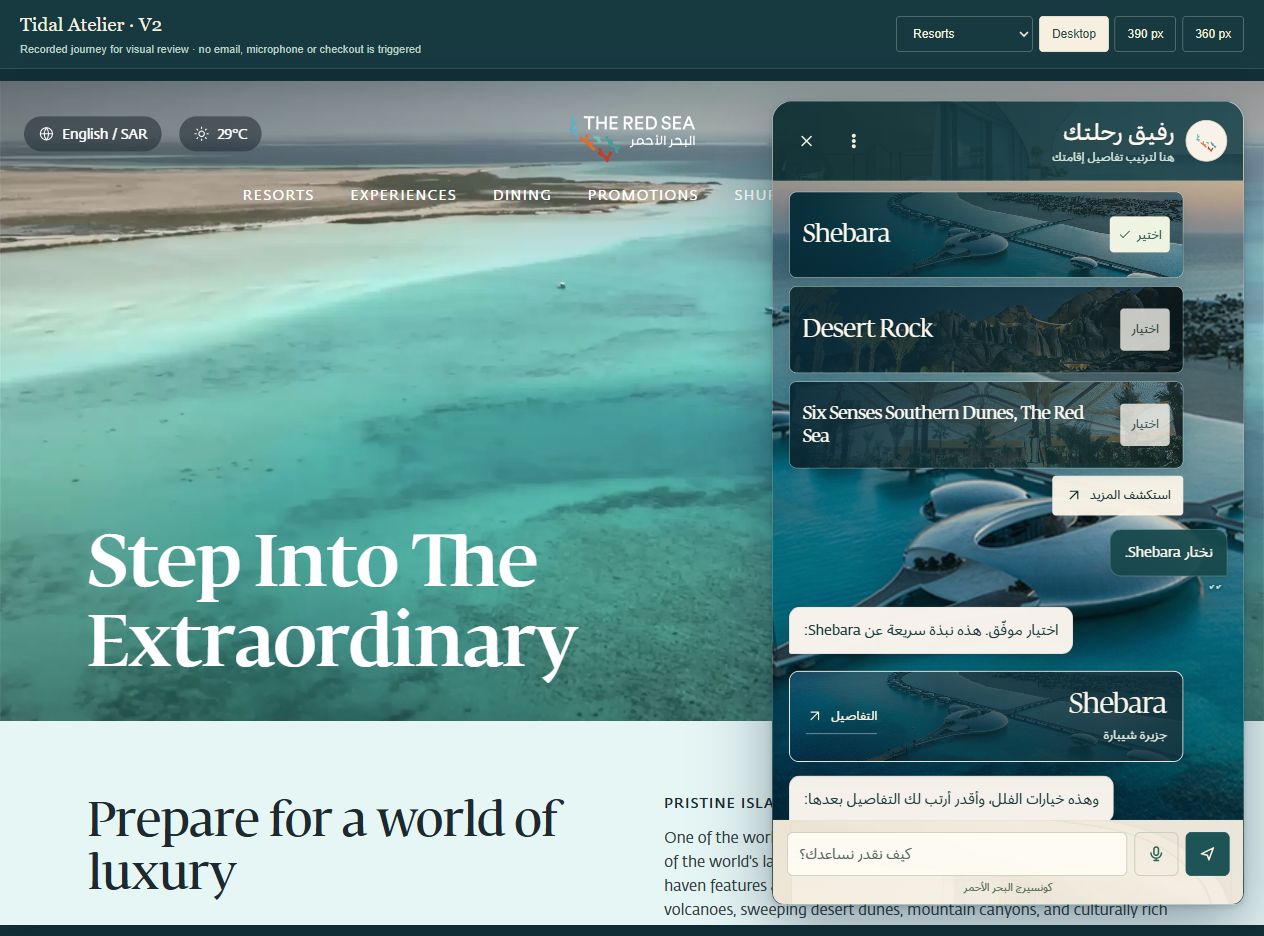 Tidal Atelier · V2
Recorded journey for visual review · no email, microphone or checkout is triggered
Resorts
Desktop
390 px
360 px
English / SAR
29°C
THE RED SEA
البحر الأحمر
RESORTS
EXPERIENCES
DINING
PROMOTIONS
Step Into The
Extraordinary
Prepare for a world of
luxury
PRISTINE ISLA
One of the worl
of the world's la
haven features a
volcanoes, sweeping desert dunes, mountain canyons, and culturally rich
رفيق رحلتك
هنا لترتيب تفاصيل إقامتك
Shebara
اختير
Desert Rock
اختيار
Six Senses Southern Dunes, The Red
Sea
اختيار
استكشف المزيد
نختار Shebara.
اختيار موفّق. هذه نبذة سريعة عن Shebara:
Shebara
جزيرة شيبارة
التفاصيل
وهذه خيارات الفلل، وأقدر أرتب لك التفاصيل بعدها:
كيف نقدر نساعدك؟
كونسيرج البحر الأحمر